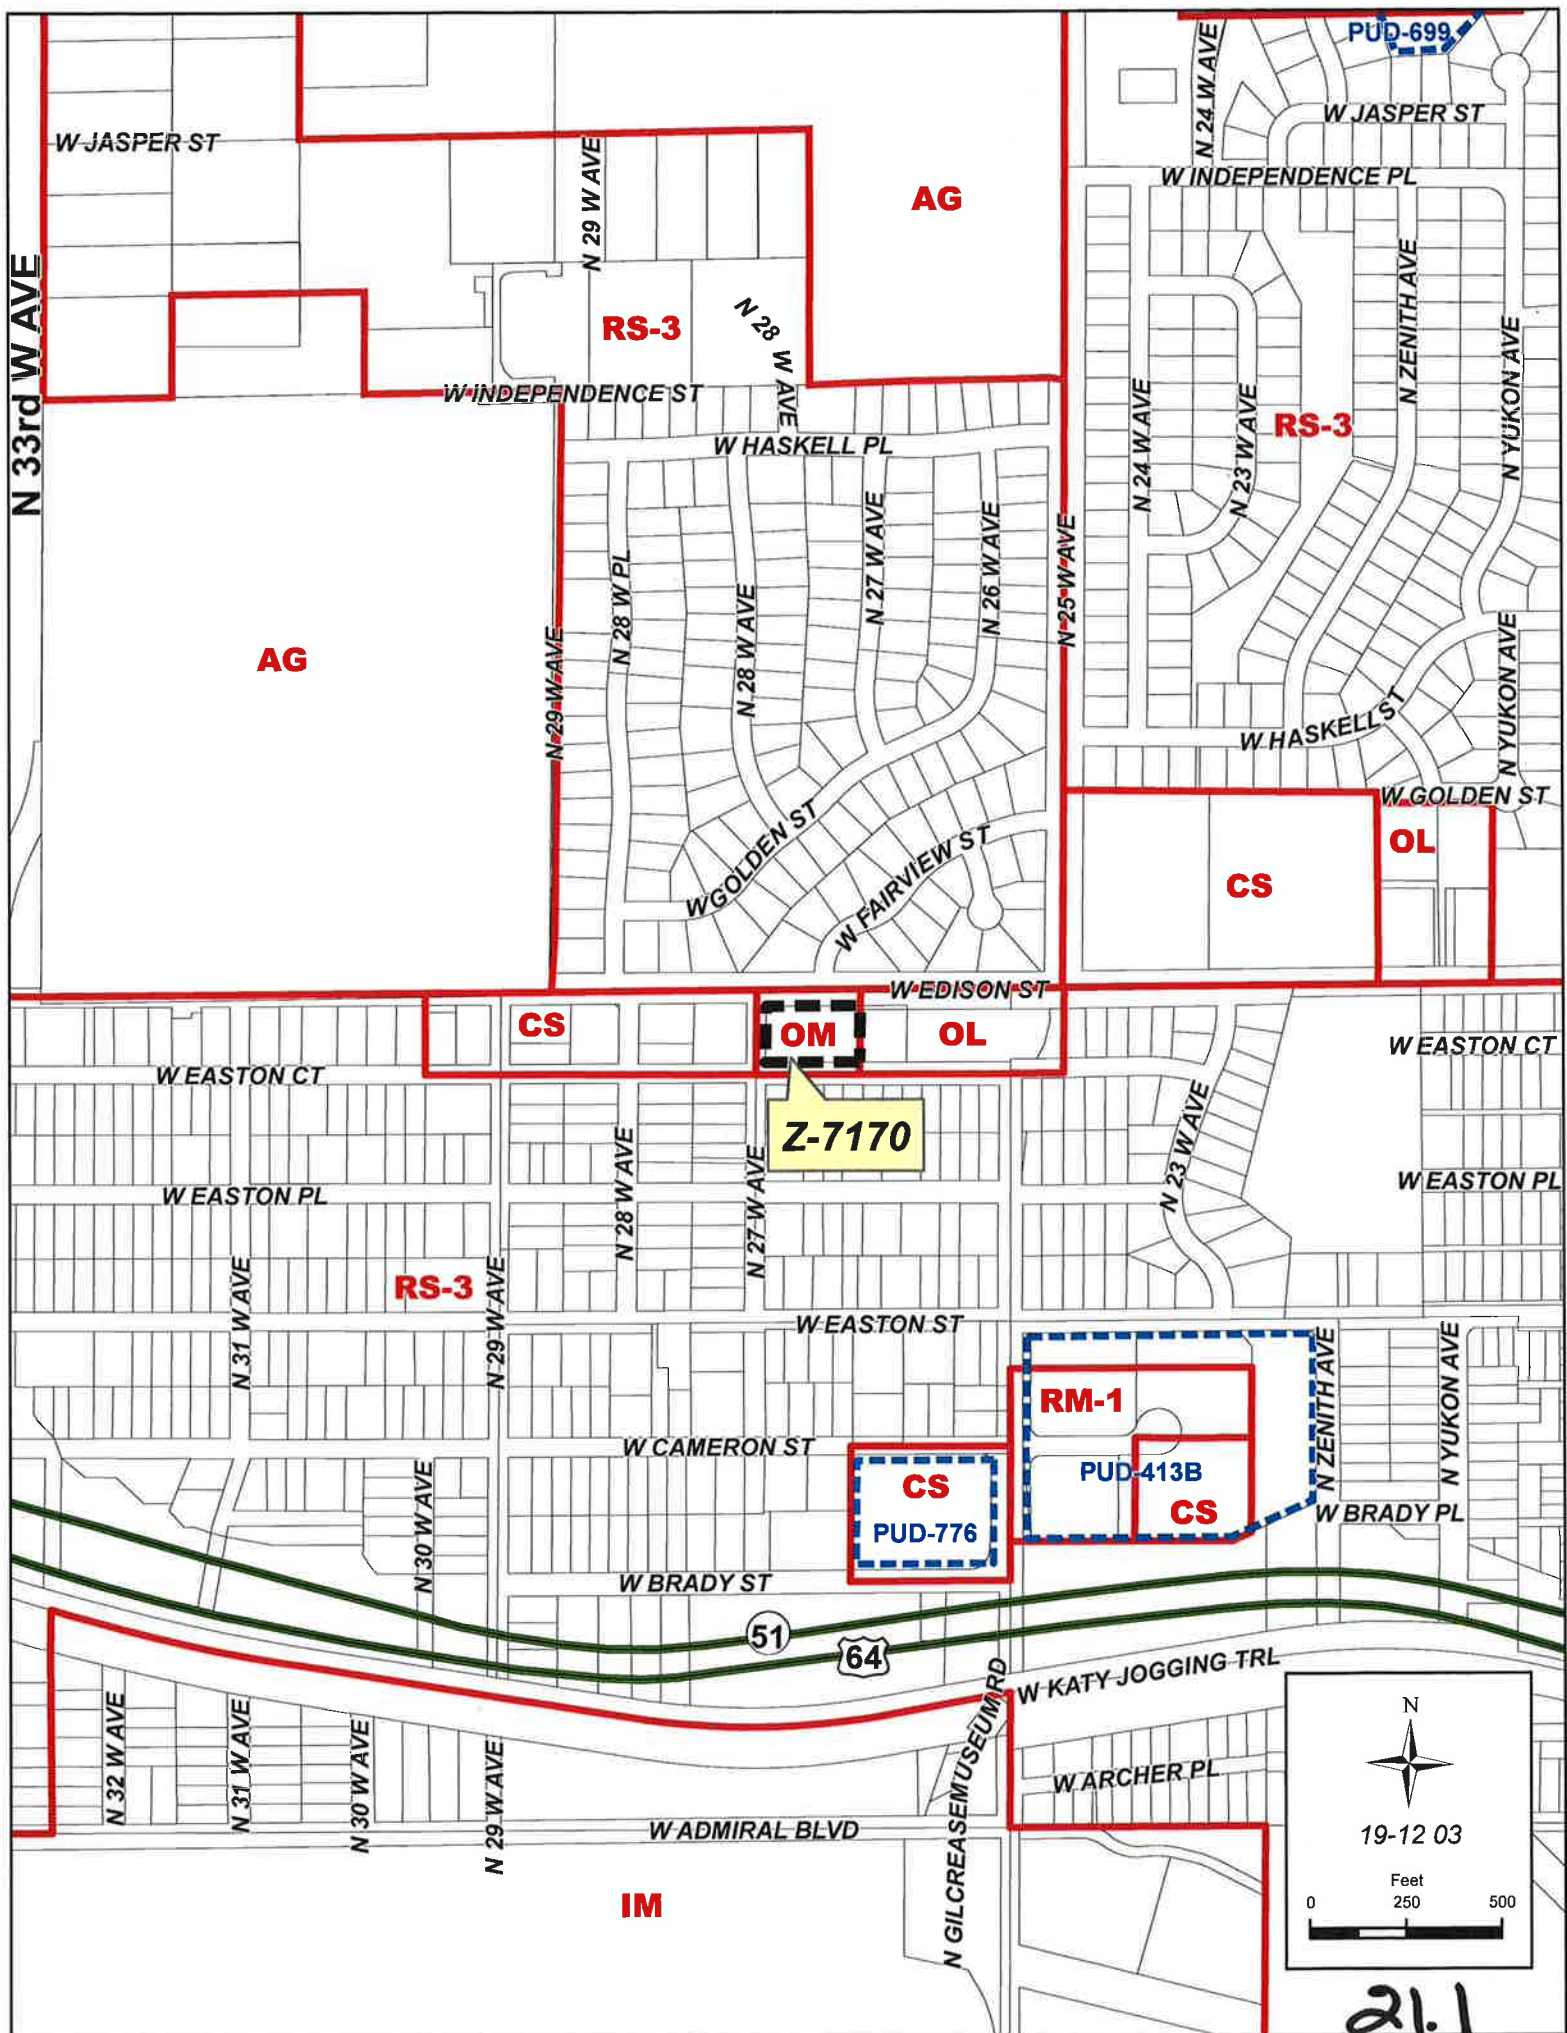 PUD-699
N 24 W AVE
W JASPER ST
W JASPER ST
N 29 W AVE
W INDEPENDENCE PL
AG
N 33rd W AVE
RS-3
N 28 W AVE
N ZENITH AVE
N YUKON AVE
W INDEPENDENCE ST
N 24 W AVE
N 23 W AVE
RS-3
W HASKELL PL
N 28 W PL
N 28 W AVE
N 27 W AVE
N 26 W AVE
N 25 W AVE
AG
N 29 W AVE
N YUKON AVE
W HASKELL ST
W GOLDEN ST
W GOLDEN ST
W FAIRVIEW ST
OL
CS
W EDISON ST
CS
OM
OL
W EASTON CT
W EASTON CT
Z-7170
N 28 W AVE
N 27 W AVE
N 23 W AVE
W EASTON PL
W EASTON PL
RS-3
N 31 W AVE
N 29 W AVE
W EASTON ST
N ZENITH AVE
N YUKON AVE
RM-1
W CAMERON ST
N 30 W AVE
CS
PUD-776
PUD-413B
CS
W BRADY PL
W BRADY ST
51
64
N GILCREASE MUSEUM RD
W KATY JOGGING TRL
N 32 W AVE
N 31 W AVE
N 30 W AVE
N 29 W AVE
W ARCHER PL
W ADMIRAL BLVD
IM
N
19-12 03
Feet
0 250 500
21.1